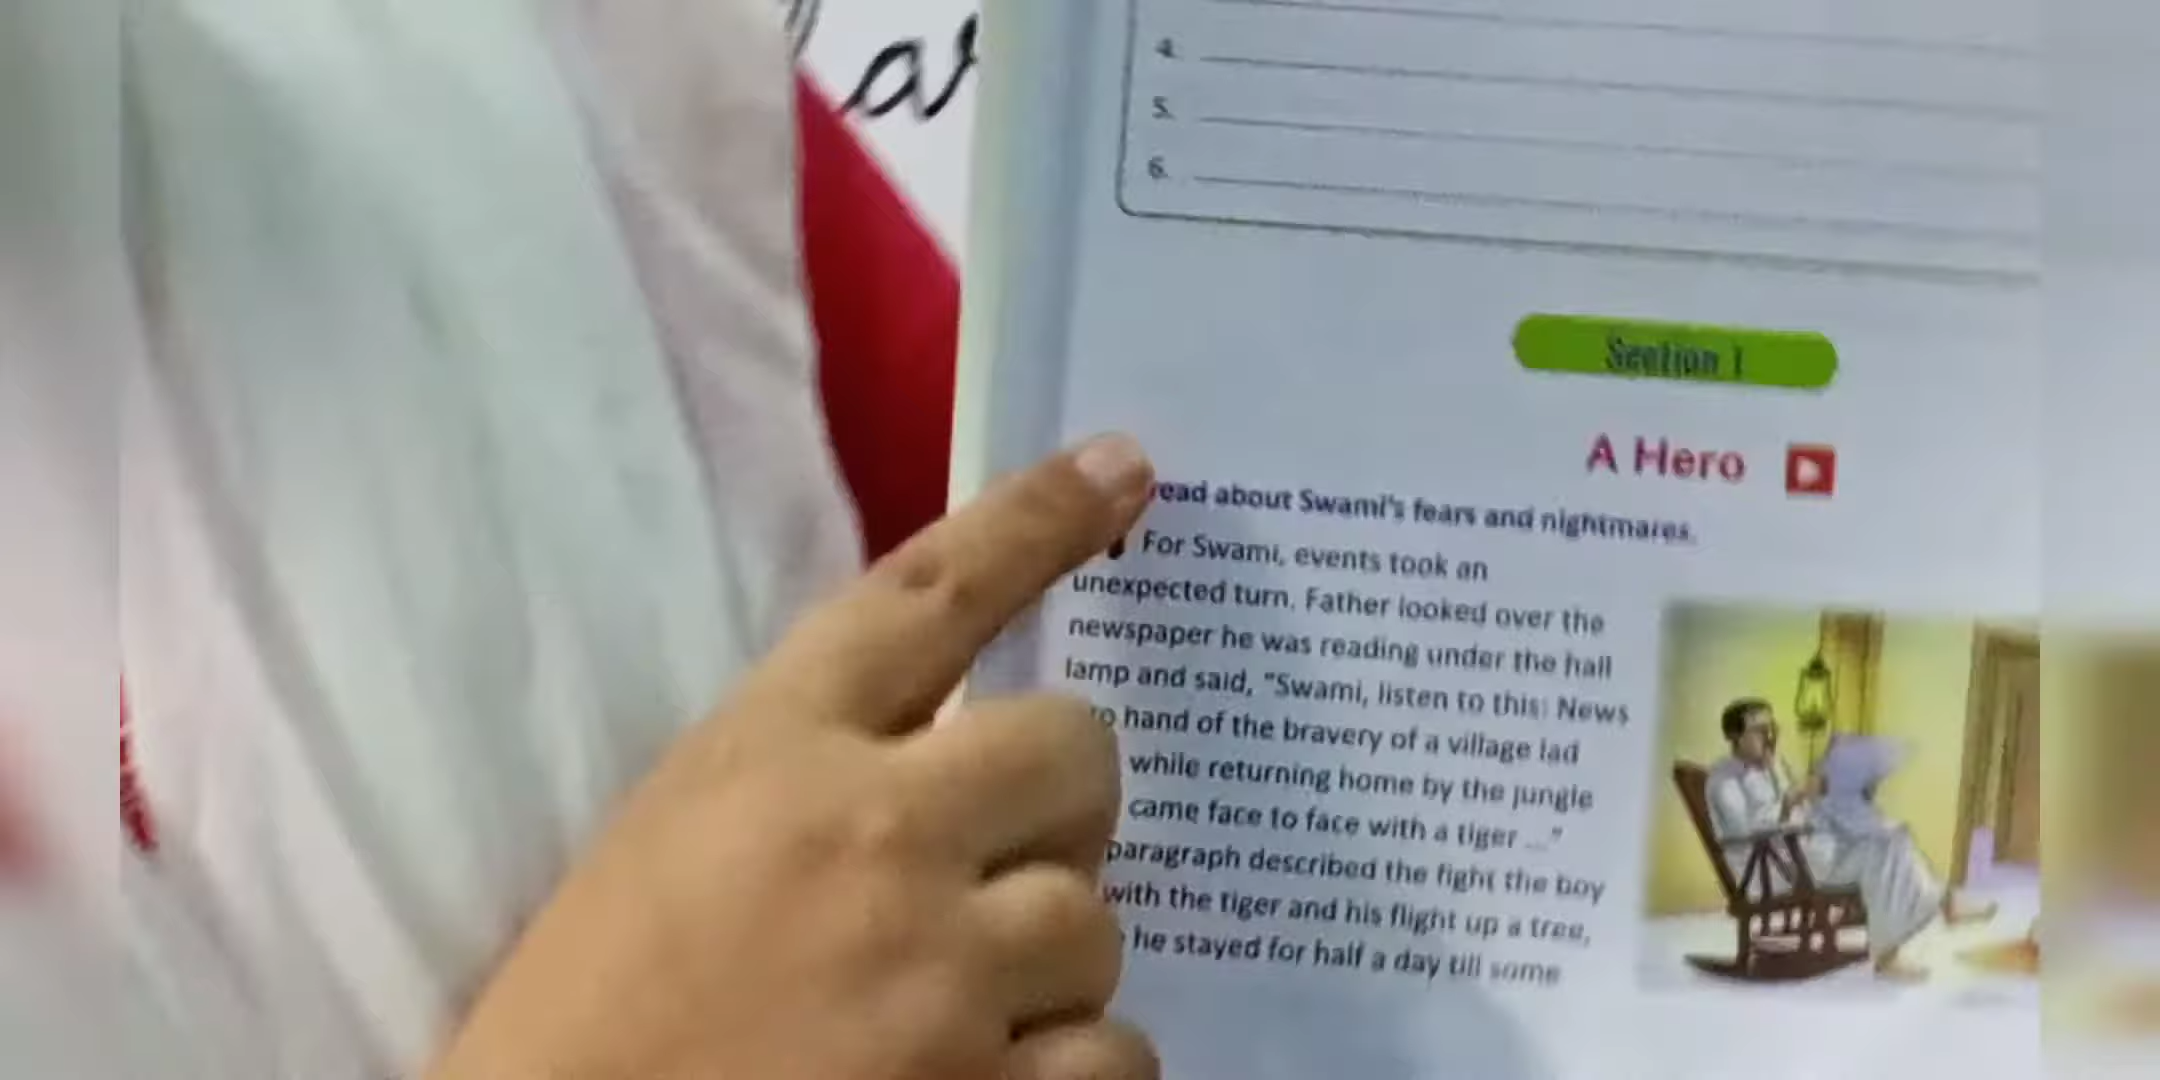 ar
4.
5.
6.
Section 1
A Hero
read about Swami's fears and nightmares.
For Swami, events took an
unexpected turn. Father looked over the
newspaper he was reading under the hall
lamp and said, "Swami, listen to this: News
to hand of the bravery of a village lad
while returning home by the jungle
came face to face with a tiger ..."
paragraph described the fight the boy
with the tiger and his flight up a tree,
he stayed for half a day till some